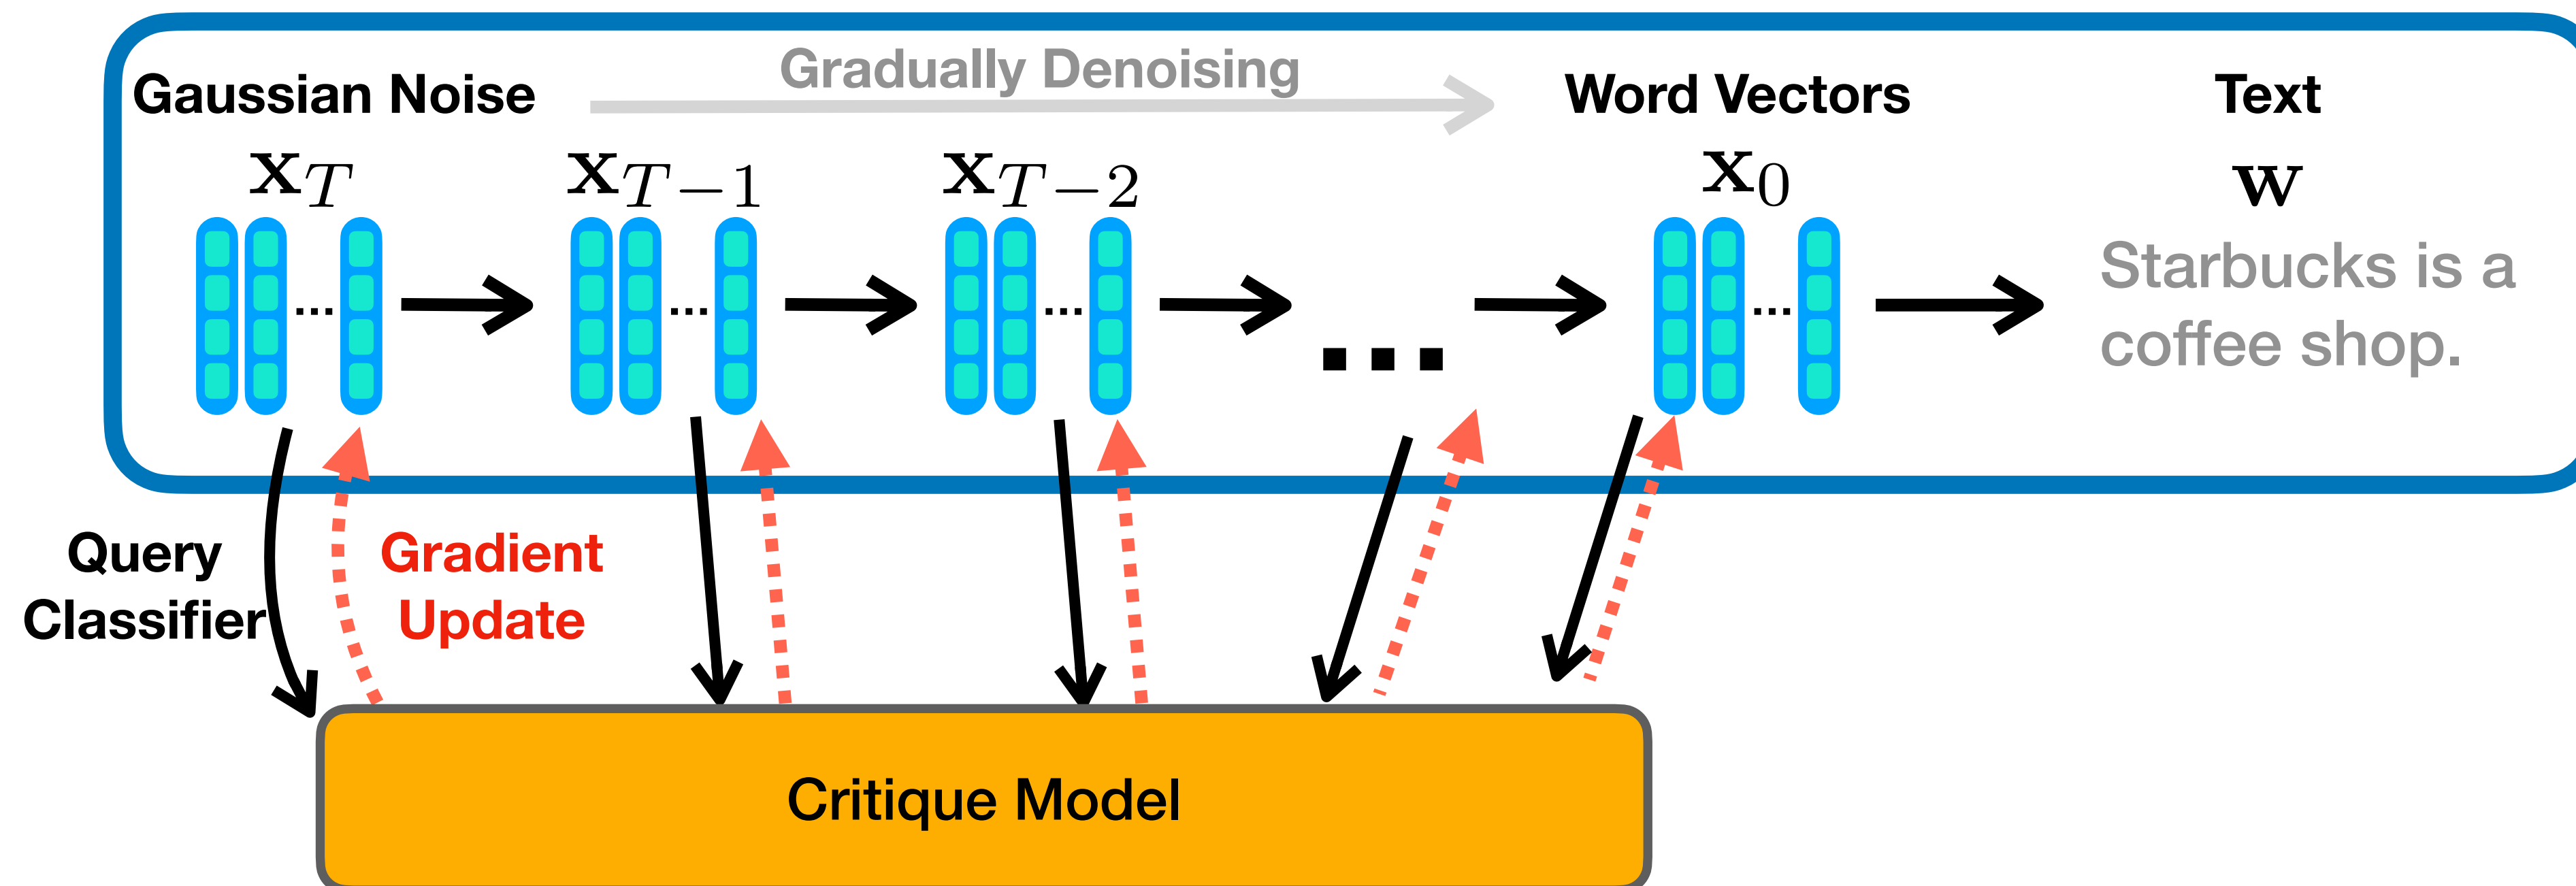 Gradually Denoising
Gaussian Noise
Word Vectors
Text
x_T
x_{T-1}
x_{T-2}
x_0
w
...
...
...
...
...
Starbucks is a
coffee shop.
Query
Classifier
Gradient
Update
Critique Model